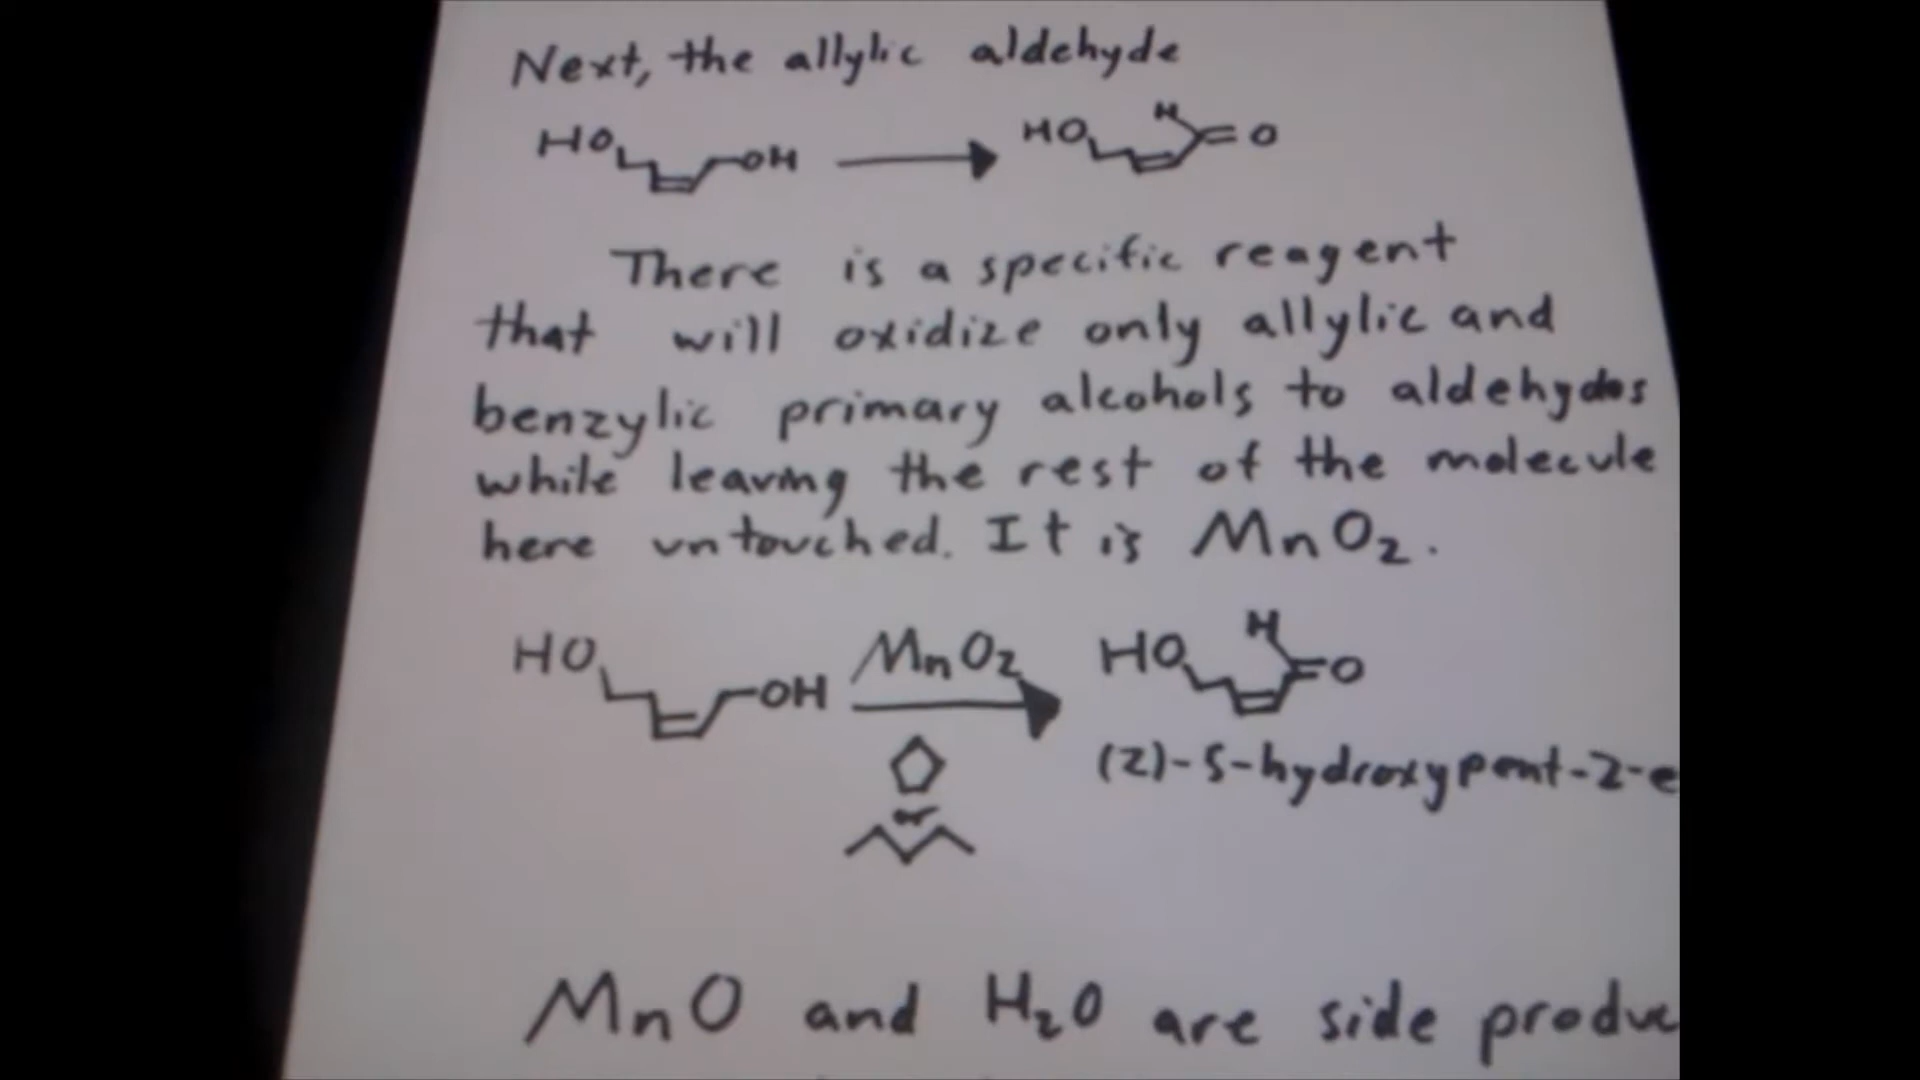 Next, the allylic aldehyde
HO OH HO H O
There is a specific reagent
that will oxidize only allylic and
benzylic primary alcohols to aldehydes
while leaving the rest of the molecule
here untouched. It is MnO2.
HO OH MnO2 HO H O
or
(Z)-5-hydroxypent-2-e
MnO and H2O are side produc